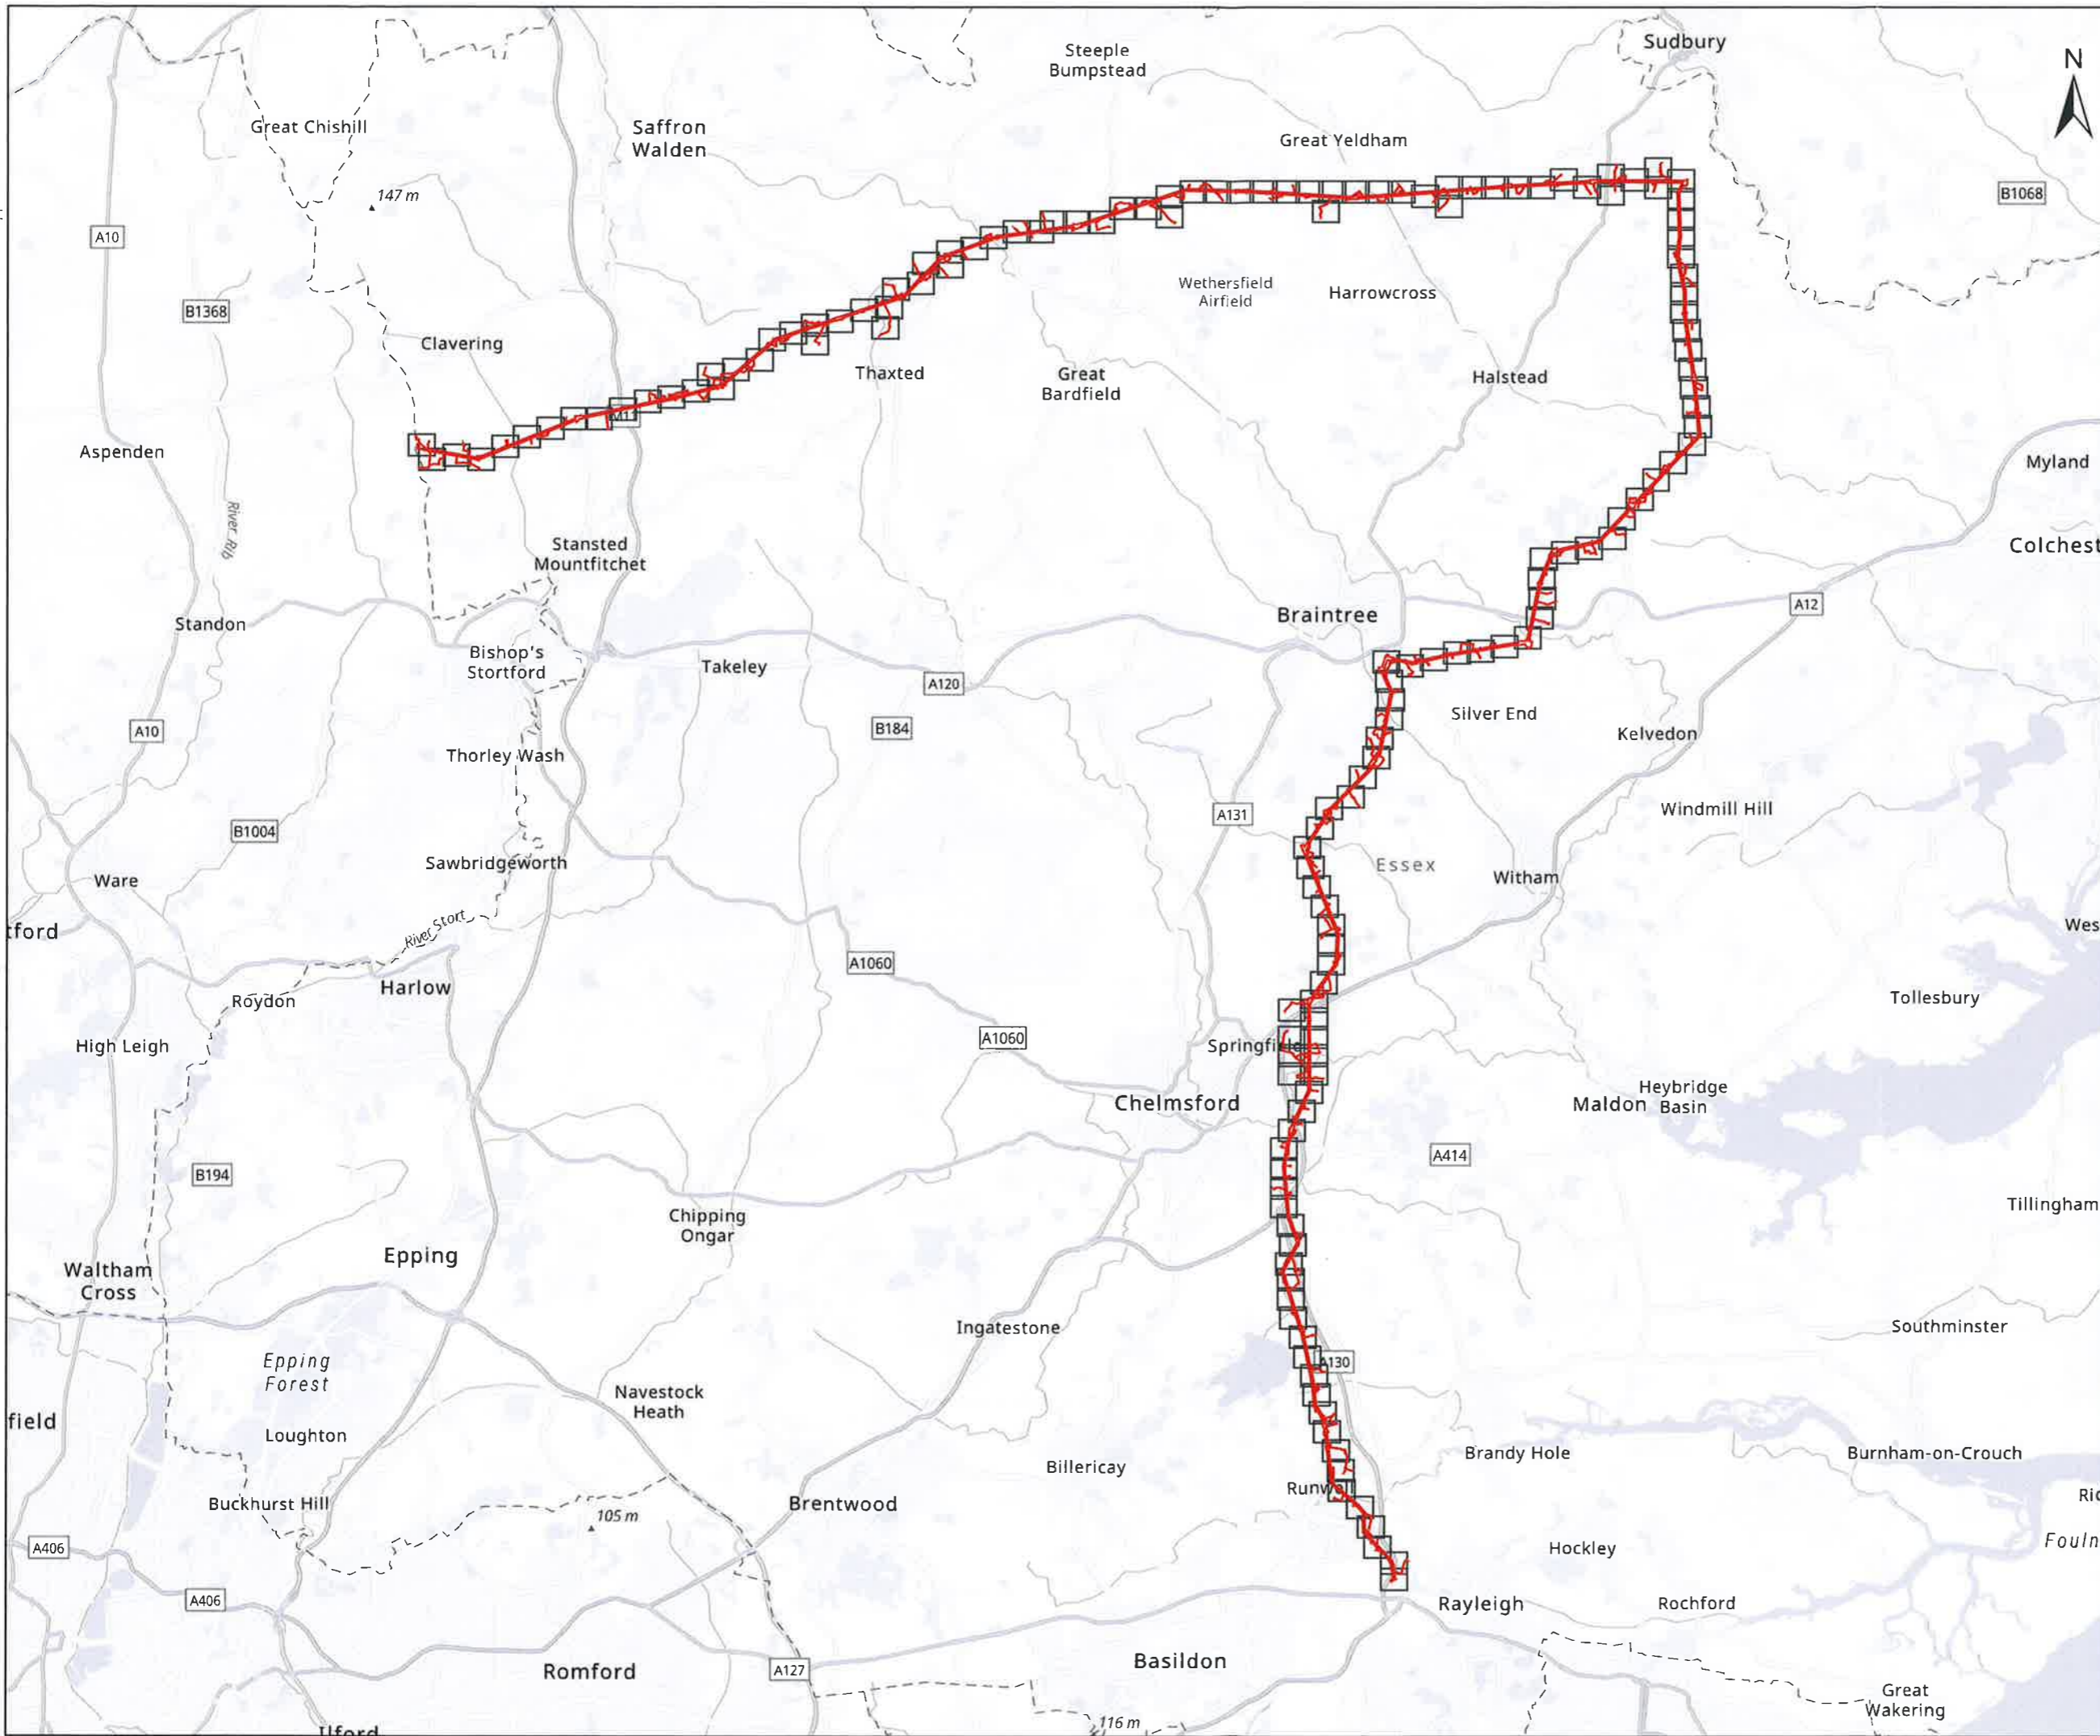 Sudbury
Steeple
Bumpstead
N
Great Chishill
Saffron
Walden
Great Yeldham
147 m
B1068
A10
Wethersfield
Airfield
Harrowcross
B1368
Clavering
Thaxted
Great
Bardfield
Halstead
M11
Aspenden
Myland
River Rib
Stansted
Mountfitchet
Colchest
Braintree
A12
Standon
Bishop's
Stortford
Takeley
A120
Silver End
A10
B184
Kelvedon
Thorley Wash
Windmill Hill
A131
B1004
Sawbridgeworth
Essex
Witham
Ware
River Stort
tford
Wes
A1060
Harlow
Roydon
Tollesbury
A1060
High Leigh
Springfield
Heybridge
Basin
Chelmsford
Maldon
A414
B194
Tillingham
Chipping
Ongar
Epping
Waltham
Cross
Ingatestone
Southminster
Epping
Forest
A130
Navestock
Heath
field
Loughton
Brandy Hole
Burnham-on-Crouch
Billericay
Runwell
Ric
Buckhurst Hill
Brentwood
105 m
Fouln
A406
Hockley
A406
Rayleigh
Rochford
Basildon
Romford
A127
Great
Wakering
116 m
Ilford